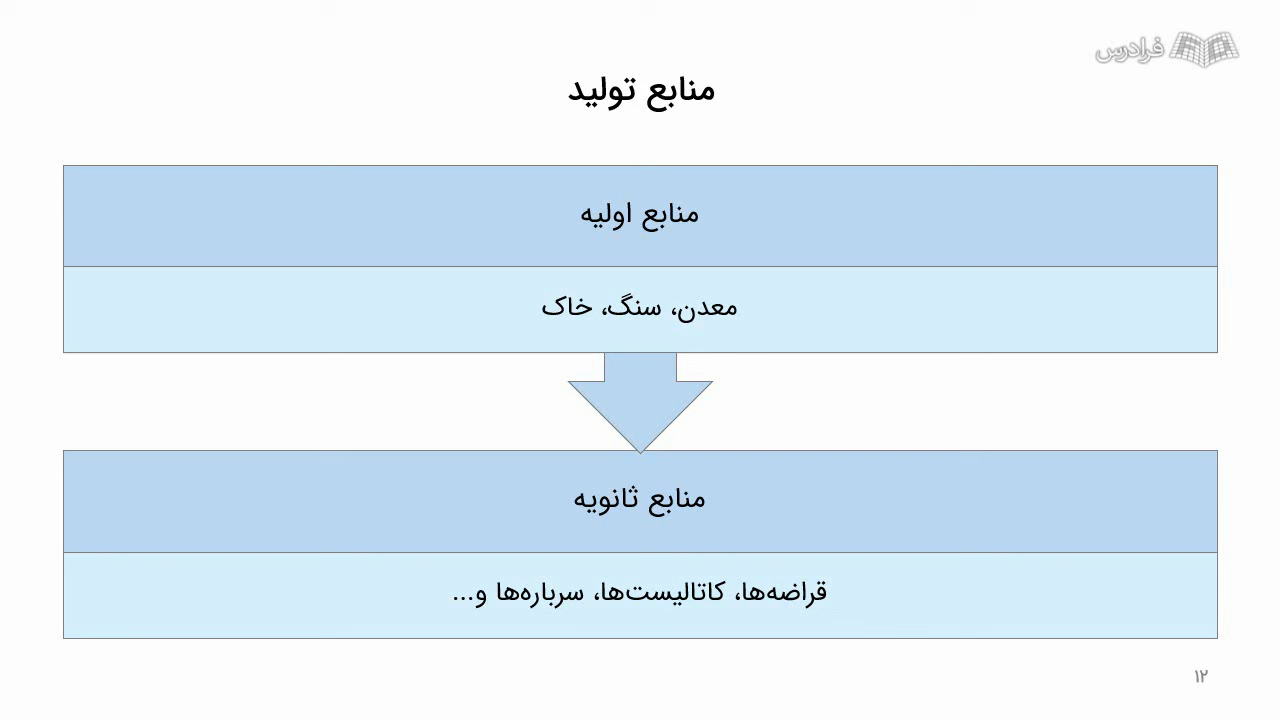 فرادرس
منابع تولید
منابع اولیه
معدن، سنگ، خاک
منابع ثانویه
قراضه‌ها، کاتالیست‌ها، سرباره‌ها و...
۱۲